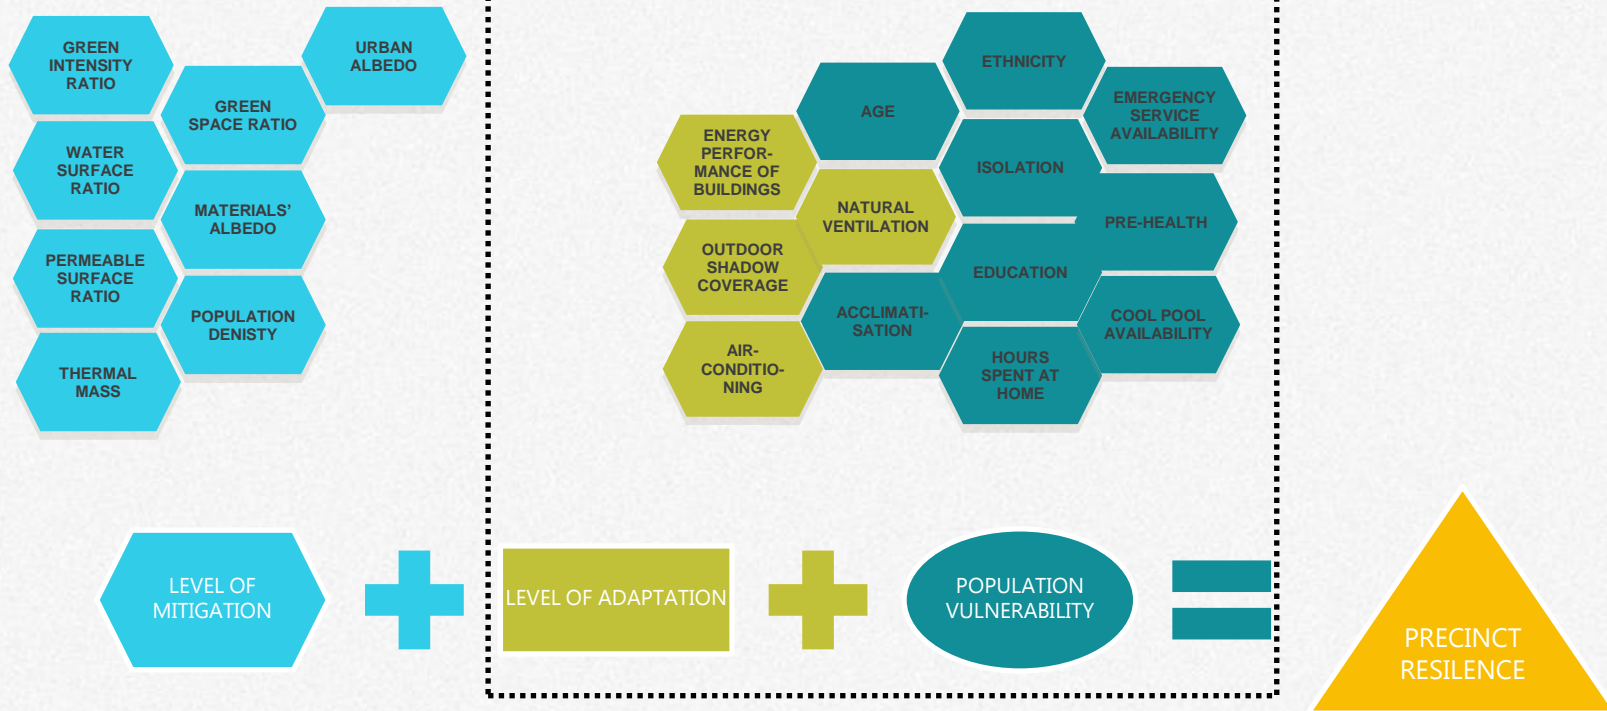 GREEN
INTENSITY
RATIO
URBAN
ALBEDO
GREEN
SPACE RATIO
WATER
SURFACE
RATIO
MATERIALS’
ALBEDO
PERMEABLE
SURFACE
RATIO
POPULATION
DENISTY
THERMAL
MASS
ENERGY
PERFOR-
MANCE OF
BUILDINGS
NATURAL
VENTILATION
OUTDOOR
SHADOW
COVERAGE
AIR-
CONDITIO-
NING
AGE
ETHNICITY
EMERGENCY
SERVICE
AVAILABILITY
ISOLATION
PRE-HEALTH
EDUCATION
ACCLIMATI-
SATION
COOL POOL
AVAILABILITY
HOURS
SPENT AT
HOME
LEVEL OF
MITIGATION
LEVEL OF ADAPTATION
POPULATION
VULNERABILITY
PRECINCT
RESILENCE